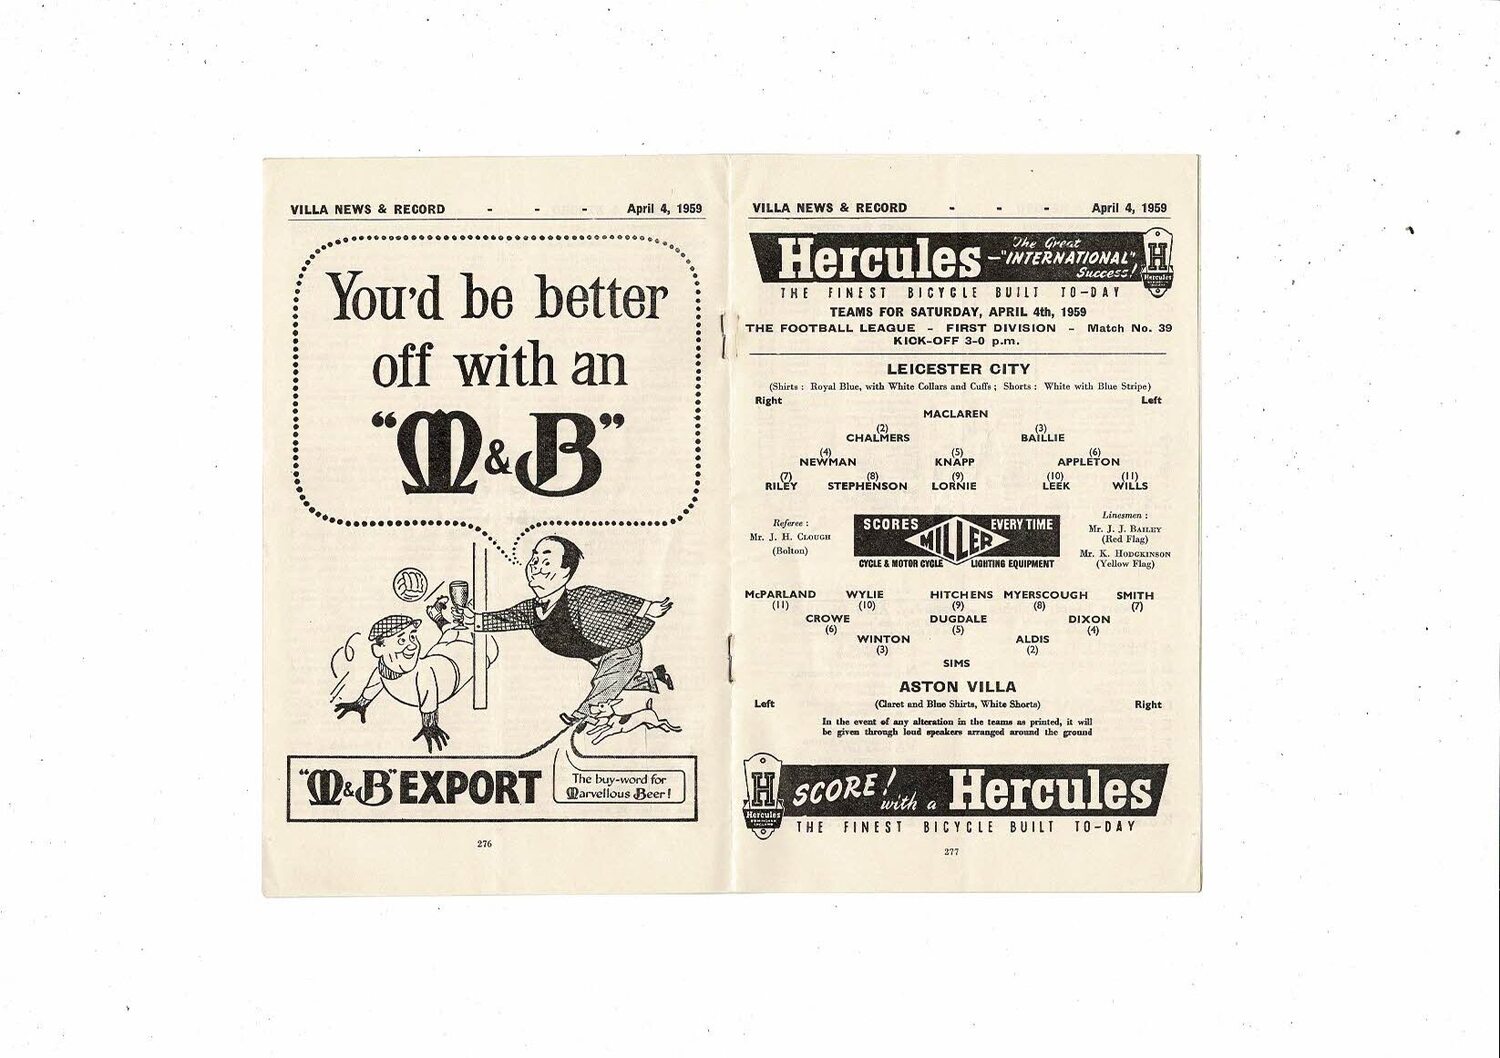 VILLA NEWS & RECORD - - - April 4, 1959
You'd be better
off with an
"M&B"
"M&B" EXPORT
The buy-word for
Marvellous Beer!
276
VILLA NEWS & RECORD - - - April 4, 1959
Hercules
The Great
—"INTERNATIONAL"
Success!
H
Hercules
THE FINEST BICYCLE BUILT TO-DAY
TEAMS FOR SATURDAY, APRIL 4th, 1959
THE FOOTBALL LEAGUE - FIRST DIVISION - Match No. 39
KICK-OFF 3-0 p.m.
LEICESTER CITY
(Shirts : Royal Blue, with White Collars and Cuffs ; Shorts : White with Blue Stripe)
Right Left
MACLAREN
(2) (3)
CHALMERS BAILLIE
(4) (5) (6)
NEWMAN KNAPP APPLETON
(7) (8) (9) (10) (11)
RILEY STEPHENSON LORNIE LEEK WILLS
Referee :
Mr. J. H. CLOUGH
(Bolton)
SCORES EVERY TIME
MILLER
CYCLE & MOTOR CYCLE LIGHTING EQUIPMENT
Linesmen :
Mr. J. J. BAILEY
(Red Flag)
Mr. K. HODGKINSON
(Yellow Flag)
McPARLAND WYLIE HITCHENS MYERSCOUGH SMITH
(11) (10) (9) (8) (7)
CROWE DUGDALE DIXON
(6) (5) (4)
WINTON ALDIS
(3) (2)
SIMS
ASTON VILLA
Left (Claret and Blue Shirts, White Shorts) Right
In the event of any alteration in the teams as printed, it will
be given through loud speakers arranged around the ground
H
Hercules
SCORE! with a Hercules
THE FINEST BICYCLE BUILT TO-DAY
277